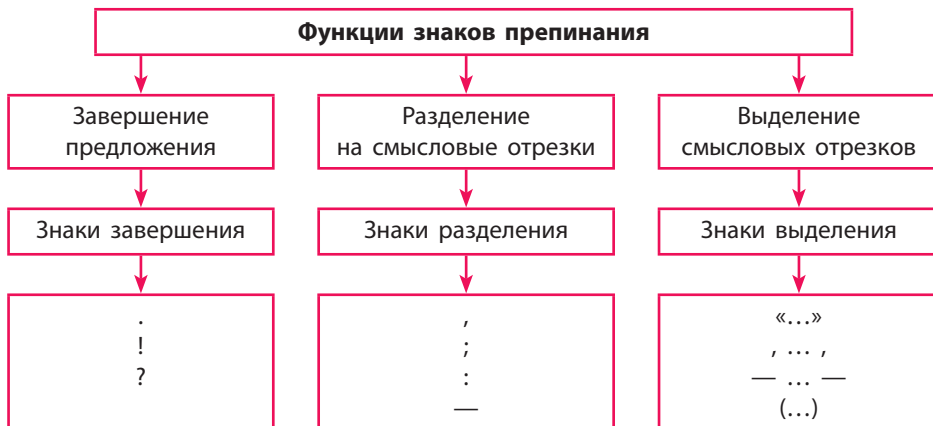 Функции знаков препинания
Завершение
предложения
Разделение
на смысловые отрезки
Выделение
смысловых отрезков
Знаки завершения
Знаки разделения
Знаки выделения
.
!
?
,
;
:
—
«...»
, ... ,
— ... —
(...)